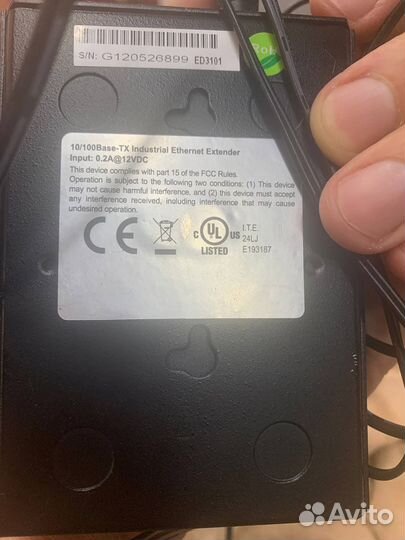 S/N: G120526899 ED3101
RoHS
10/100Base-TX Industrial Ethernet Extender
Input: 0.2A@12VDC
This device complies with part 15 of the FCC Rules.
Operation is subject to the following two conditions: (1) This device
may not cause harmful interference, and (2) this device must accept
any interference received, including interference that may cause
undesired operation.
CE
c UL US
LISTED
I.T.E.
24LJ
E193187
Avito